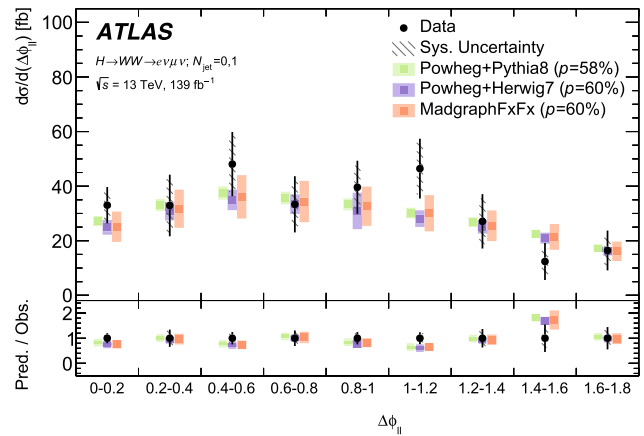 dσ/d(Δϕ_ll) [fb]
100
80
60
40
20
0
ATLAS
H→WW→eνμν; N_jet=0,1
√s = 13 TeV, 139 fb⁻¹
Data
Sys. Uncertainty
Powheg+Pythia8 (p=58%)
Powheg+Herwig7 (p=60%)
MadgraphFxFx (p=60%)
Pred. / Obs.
2
1
0
0-0.2 0.2-0.4 0.4-0.6 0.6-0.8 0.8-1 1-1.2 1.2-1.4 1.4-1.6 1.6-1.8
Δϕ_ll